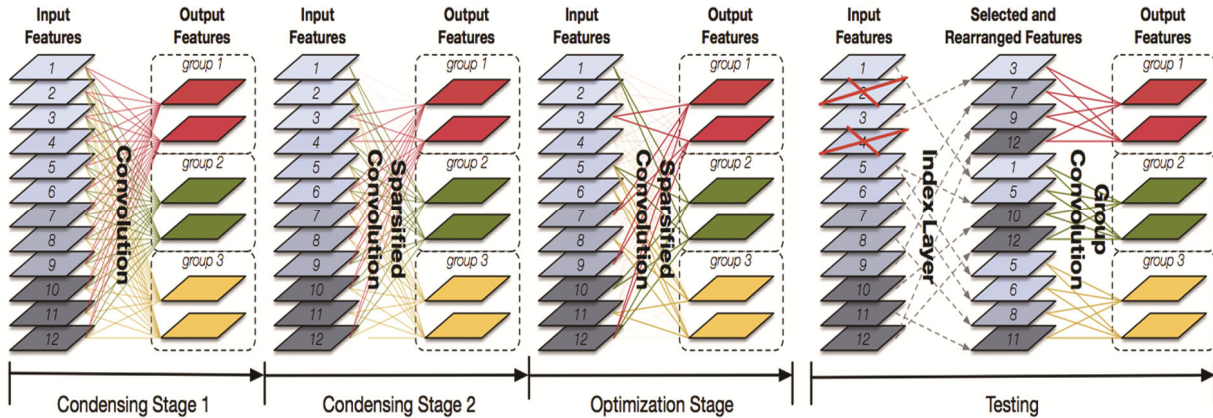 Input
Features
Output
Features
1
2
3
4
5
6
7
8
9
10
11
12
Convolution
group 1
group 2
group 3
Condensing Stage 1
Input
Features
Output
Features
1
2
3
4
5
6
7
8
9
10
11
12
Sparsified
Convolution
group 1
group 2
group 3
Condensing Stage 2
Input
Features
Output
Features
1
2
3
4
5
6
7
8
9
10
11
12
Sparsified
Convolution
group 1
group 2
group 3
Optimization Stage
Input
Features
Selected and
Rearranged Features
Output
Features
1
2
3
4
5
6
7
8
9
10
11
12
Index Layer
3
7
9
12
1
5
10
12
5
6
8
11
Group
Convolution
group 1
group 2
group 3
Testing